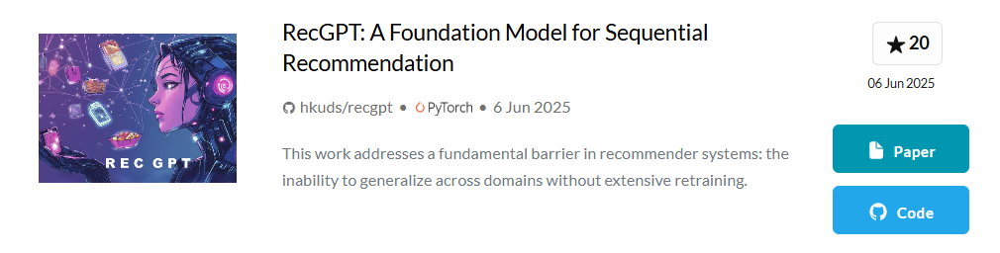 RecGPT: A Foundation Model for Sequential
Recommendation
hkuds/recgpt • PyTorch • 6 Jun 2025
This work addresses a fundamental barrier in recommender systems: the
inability to generalize across domains without extensive retraining.
REC GPT
★ 20
06 Jun 2025
Paper
Code